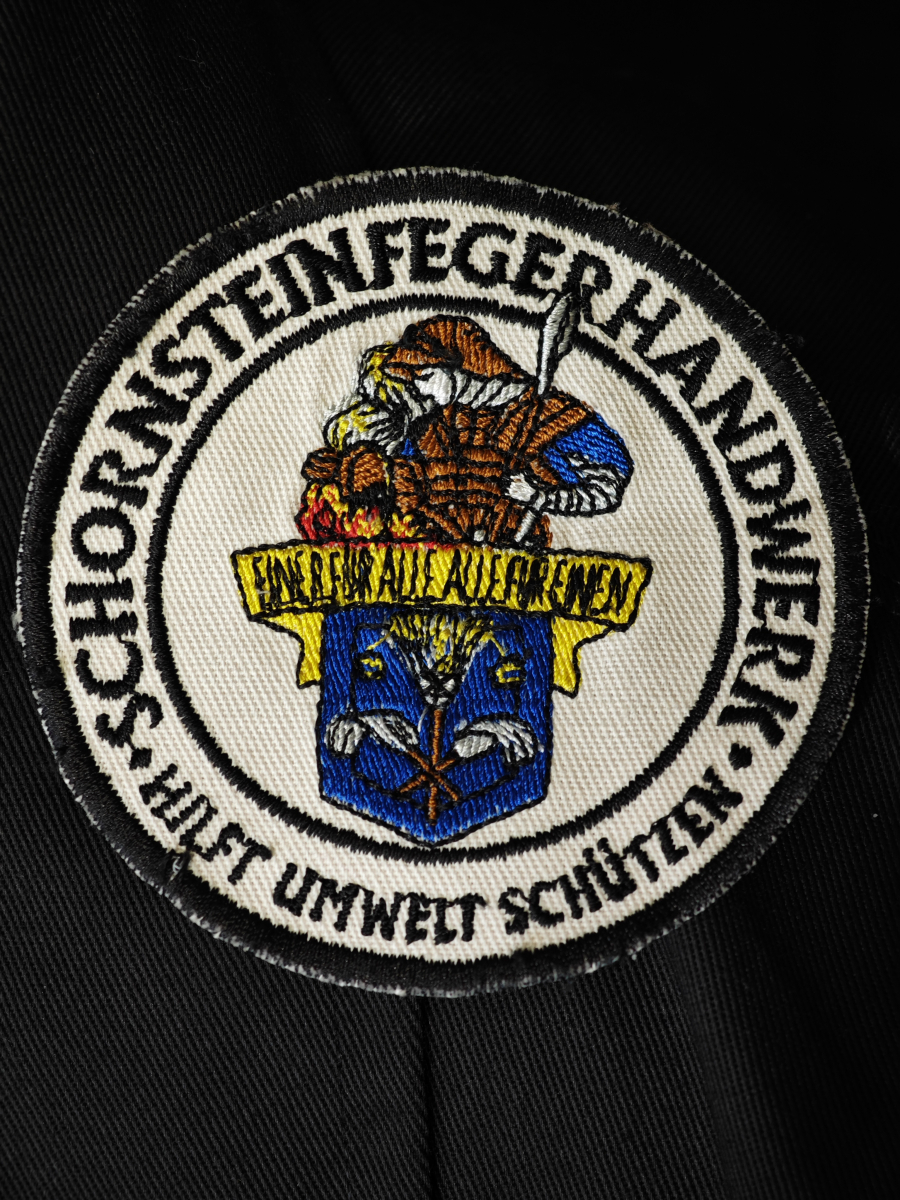 SCHORNSTEINFEGERHANDWERK
EINER FÜR ALLE ALLE FÜR EINEN
• HILFT UMWELT SCHÜTZEN •